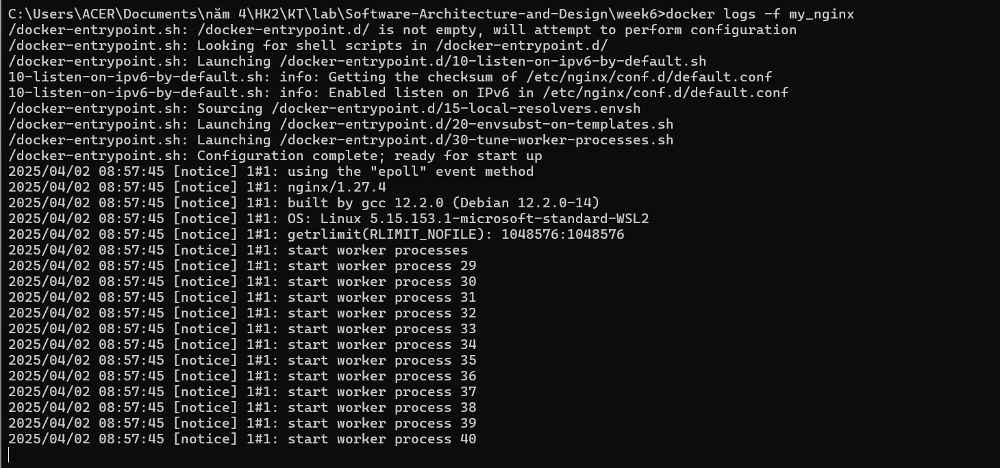 C:\Users\ACER\Documents\năm 4\HK2\KT\lab\Software-Architecture-and-Design\week6>docker logs -f my_nginx
/docker-entrypoint.sh: /docker-entrypoint.d/ is not empty, will attempt to perform configuration
/docker-entrypoint.sh: Looking for shell scripts in /docker-entrypoint.d/
/docker-entrypoint.sh: Launching /docker-entrypoint.d/10-listen-on-ipv6-by-default.sh
10-listen-on-ipv6-by-default.sh: info: Getting the checksum of /etc/nginx/conf.d/default.conf
10-listen-on-ipv6-by-default.sh: info: Enabled listen on IPv6 in /etc/nginx/conf.d/default.conf
/docker-entrypoint.sh: Sourcing /docker-entrypoint.d/15-local-resolvers.envsh
/docker-entrypoint.sh: Launching /docker-entrypoint.d/20-envsubst-on-templates.sh
/docker-entrypoint.sh: Launching /docker-entrypoint.d/30-tune-worker-processes.sh
/docker-entrypoint.sh: Configuration complete; ready for start up
2025/04/02 08:57:45 [notice] 1#1: using the "epoll" event method
2025/04/02 08:57:45 [notice] 1#1: nginx/1.27.4
2025/04/02 08:57:45 [notice] 1#1: built by gcc 12.2.0 (Debian 12.2.0-14)
2025/04/02 08:57:45 [notice] 1#1: OS: Linux 5.15.153.1-microsoft-standard-WSL2
2025/04/02 08:57:45 [notice] 1#1: getrlimit(RLIMIT_NOFILE): 1048576:1048576
2025/04/02 08:57:45 [notice] 1#1: start worker processes
2025/04/02 08:57:45 [notice] 1#1: start worker process 29
2025/04/02 08:57:45 [notice] 1#1: start worker process 30
2025/04/02 08:57:45 [notice] 1#1: start worker process 31
2025/04/02 08:57:45 [notice] 1#1: start worker process 32
2025/04/02 08:57:45 [notice] 1#1: start worker process 33
2025/04/02 08:57:45 [notice] 1#1: start worker process 34
2025/04/02 08:57:45 [notice] 1#1: start worker process 35
2025/04/02 08:57:45 [notice] 1#1: start worker process 36
2025/04/02 08:57:45 [notice] 1#1: start worker process 37
2025/04/02 08:57:45 [notice] 1#1: start worker process 38
2025/04/02 08:57:45 [notice] 1#1: start worker process 39
2025/04/02 08:57:45 [notice] 1#1: start worker process 40